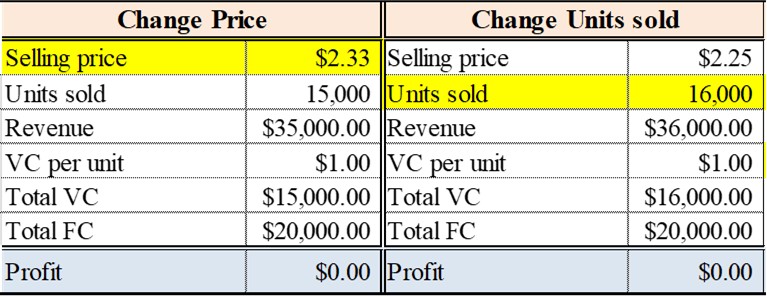 Change Price Change Units sold
Selling price $2.33 Selling price $2.25
Units sold 15,000 Units sold 16,000
Revenue $35,000.00 Revenue $36,000.00
VC per unit $1.00 VC per unit $1.00
Total VC $15,000.00 Total VC $16,000.00
Total FC $20,000.00 Total FC $20,000.00
Profit $0.00 Profit $0.00